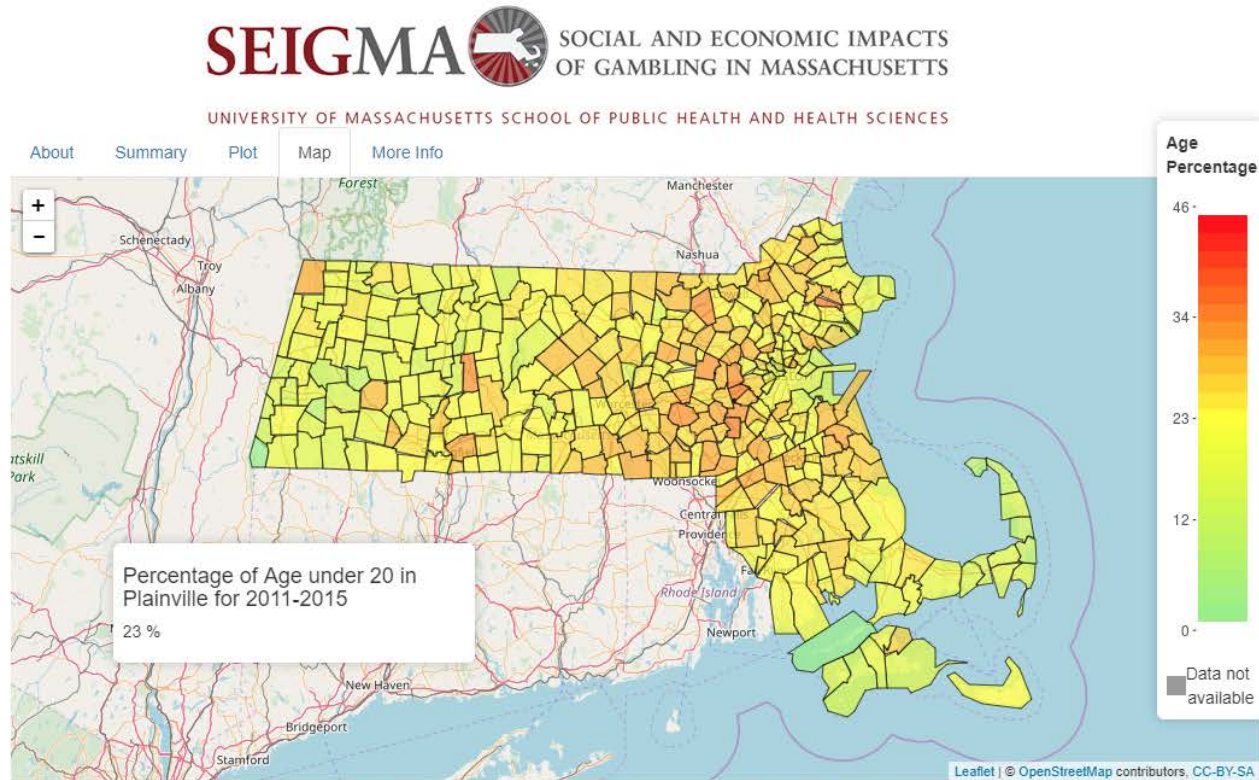 SEIGMA
SOCIAL AND ECONOMIC IMPACTS
OF GAMBLING IN MASSACHUSETTS
UNIVERSITY OF MASSACHUSETTS SCHOOL OF PUBLIC HEALTH AND HEALTH SCIENCES
About Summary Plot Map More Info
Age
Percentage
46
34
23
12
0
Data not
available
+
−
Forest
Manchester
Schenectady
Troy
Albany
Nashua
Park
Woonsocke
Central
Providence
Rhode Island
Newport
New Haven
Bridgeport
Stamford
Percentage of Age under 20 in
Plainville for 2011-2015
23 %
Leaflet | © OpenStreetMap contributors, CC-BY-SA